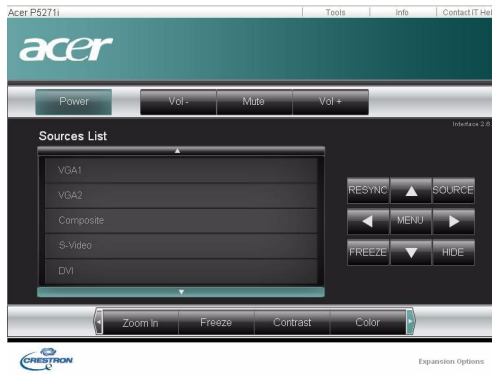 Acer P5271i Tools Info Contact IT Hel
acer
Power Vol - Mute Vol +
Interface 2.6.
Sources List
VGA1
VGA2
Composite
S-Video
DVI
RESYNC SOURCE
MENU
FREEZE HIDE
Zoom In Freeze Contrast Color
CRESTRON
Expansion Options